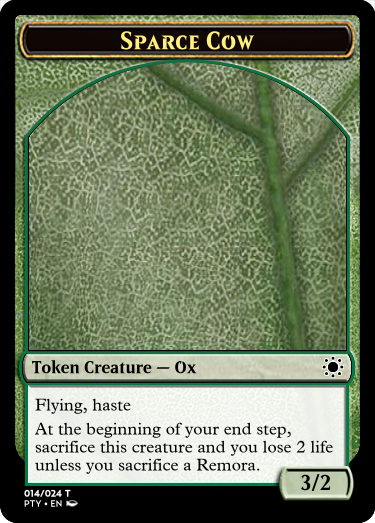 Sparce Cow
Token Creature — Ox
Flying, haste
At the beginning of your end step,
sacrifice this creature and you lose 2 life
unless you sacrifice a Remora.
3/2
014/024 T
PTY • EN